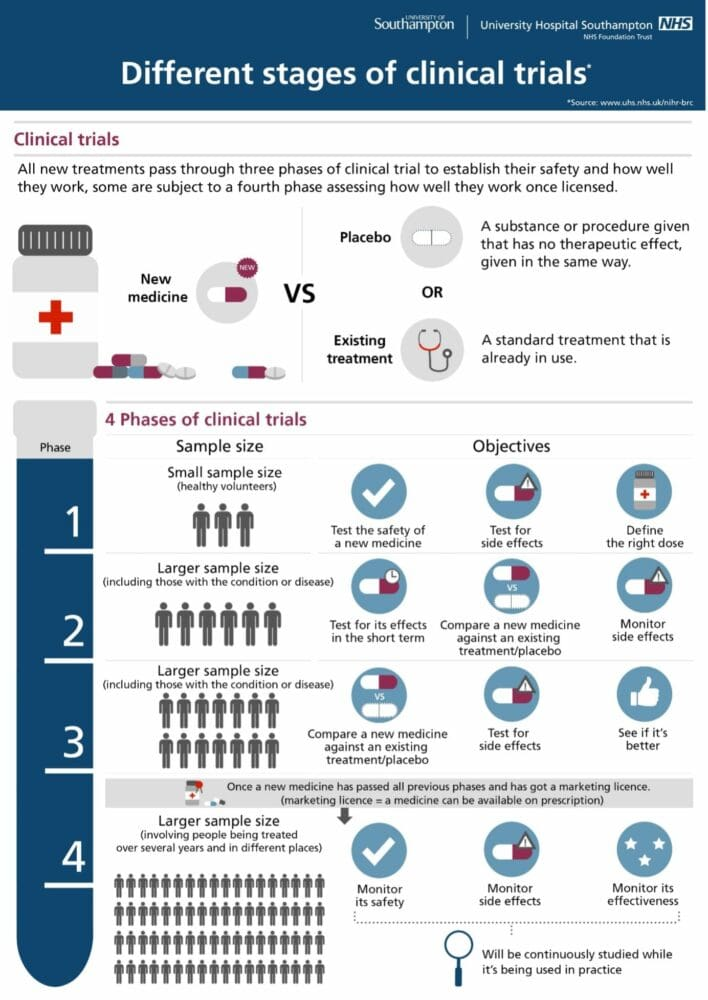 UNIVERSITY OF
Southampton
University Hospital Southampton NHS
NHS Foundation Trust
Different stages of clinical trials*
*Source: www.uhs.nhs.uk/nihr-brc
Clinical trials
All new treatments pass through three phases of clinical trial to establish their safety and how well
they work, some are subject to a fourth phase assessing how well they work once licensed.
New
medicine
NEW
VS
Placebo
A substance or procedure given
that has no therapeutic effect,
given in the same way.
OR
Existing
treatment
A standard treatment that is
already in use.
4 Phases of clinical trials
Phase
Sample size
Objectives
1
Small sample size
(healthy volunteers)
Test the safety of
a new medicine
Test for
side effects
Define
the right dose
2
Larger sample size
(including those with the condition or disease)
Test for its effects
in the short term
VS
Compare a new medicine
against an existing
treatment/placebo
Monitor
side effects
3
Larger sample size
(including those with the condition or disease)
VS
Compare a new medicine
against an existing
treatment/placebo
Test for
side effects
See if it's
better
Once a new medicine has passed all previous phases and has got a marketing licence.
(marketing licence = a medicine can be available on prescription)
4
Larger sample size
(involving people being treated
over several years and in different places)
Monitor
its safety
Monitor
side effects
Monitor its
effectiveness
Will be continuously studied while
it's being used in practice